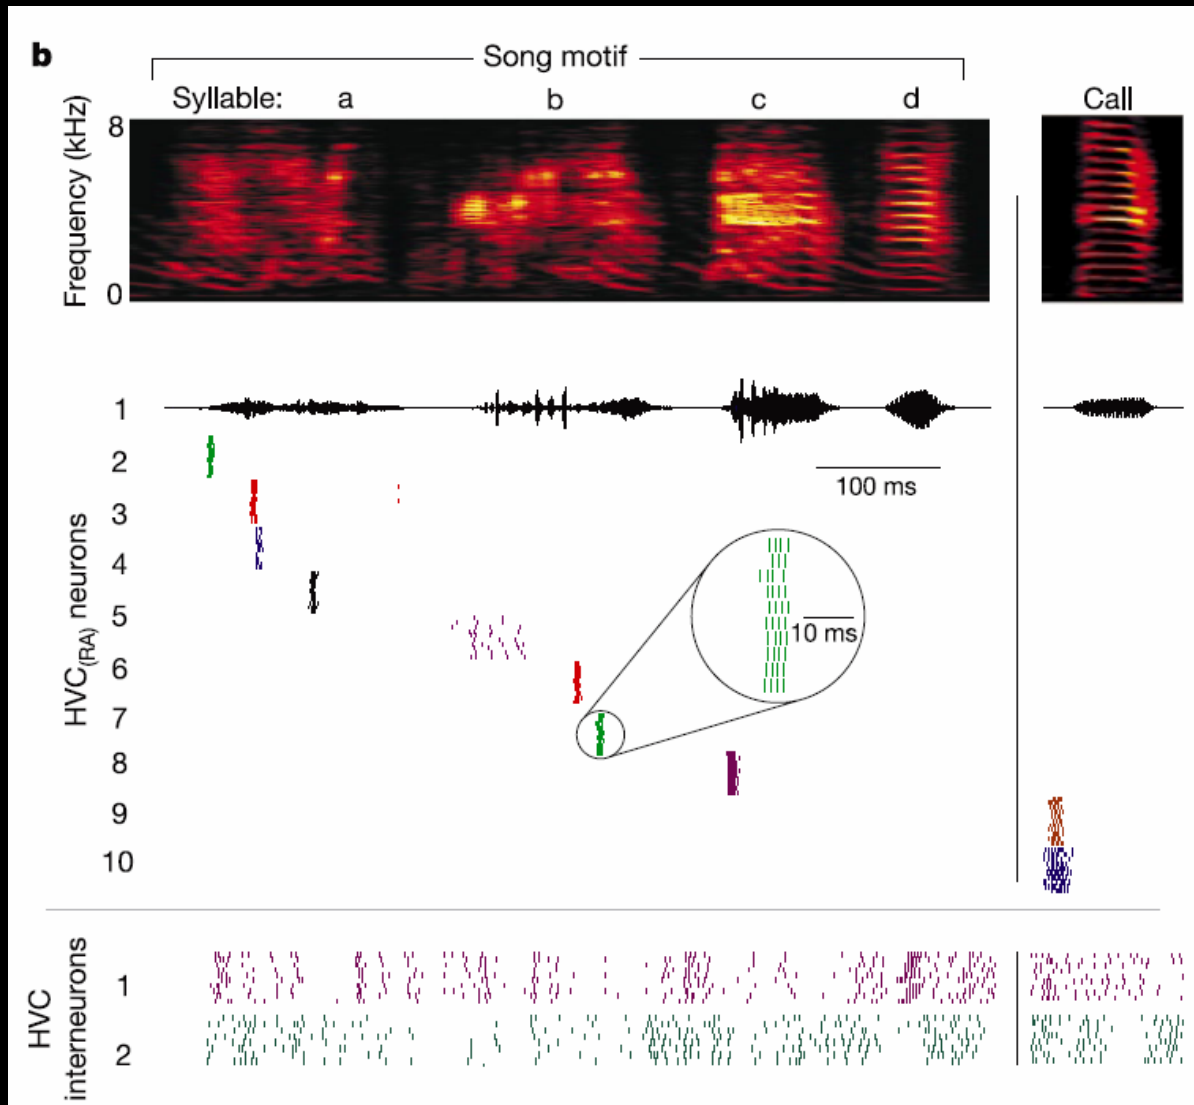 b
Song motif
Syllable: a b c d Call
Frequency (kHz)
8
0
1
2
100 ms
3
4
5
10 ms
6
7
8
9
10
HVC(RA) neurons
HVC
interneurons
1
2